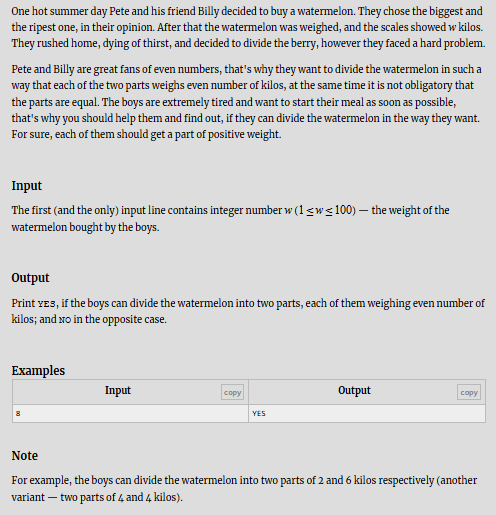 One hot summer day Pete and his friend Billy decided to buy a watermelon. They chose the biggest and
the ripest one, in their opinion. After that the watermelon was weighed, and the scales showed w kilos.
They rushed home, dying of thirst, and decided to divide the berry, however they faced a hard problem.
Pete and Billy are great fans of even numbers, that's why they want to divide the watermelon in such a
way that each of the two parts weighs even number of kilos, at the same time it is not obligatory that
the parts are equal. The boys are extremely tired and want to start their meal as soon as possible,
that's why you should help them and find out, if they can divide the watermelon in the way they want.
For sure, each of them should get a part of positive weight.
Input
The first (and the only) input line contains integer number w (1 ≤ w ≤ 100) — the weight of the
watermelon bought by the boys.
Output
Print YES, if the boys can divide the watermelon into two parts, each of them weighing even number of
kilos; and NO in the opposite case.
Examples
Input copy Output copy
8 YES
Note
For example, the boys can divide the watermelon into two parts of 2 and 6 kilos respectively (another
variant — two parts of 4 and 4 kilos).